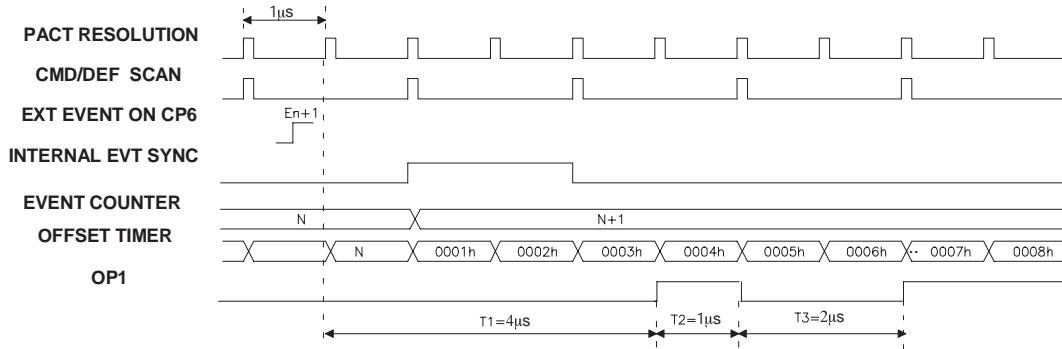 1μs
PACT RESOLUTION
CMD/DEF SCAN
EXT EVENT ON CP6
En+1
INTERNAL EVT SYNC
EVENT COUNTER
N N+1
OFFSET TIMER
N 0001h 0002h 0003h 0004h 0005h 0006h ·· 0007h 0008h
OP1
T1=4μs T2=1μs T3=2μs